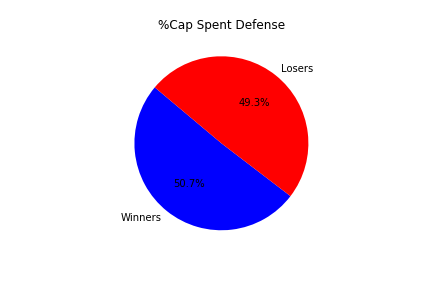 %Cap Spent Defense
Losers
49.3%
50.7%
Winners